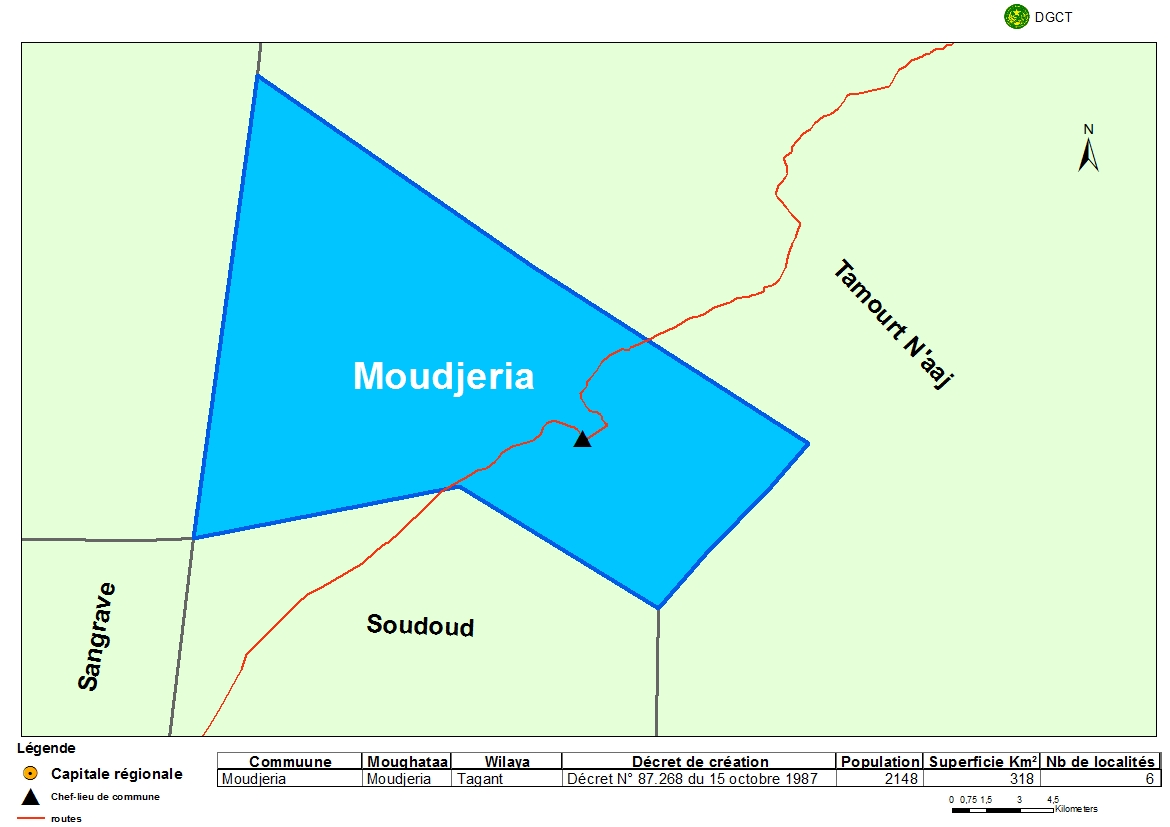 DGCT
N
Tamourt N'aaj
Moudjeria
Sangrave
Soudoud
Légende
Capitale régionale
Chef-lieu de commune
routes
Commuune Moughataa Wilaya Décret de création Population Superficie Km² Nb de localités
Moudjeria Moudjeria Tagant Décret N° 87.268 du 15 octobre 1987 2148 318 6
0 0,75 1,5 3 4,5
Kilometers